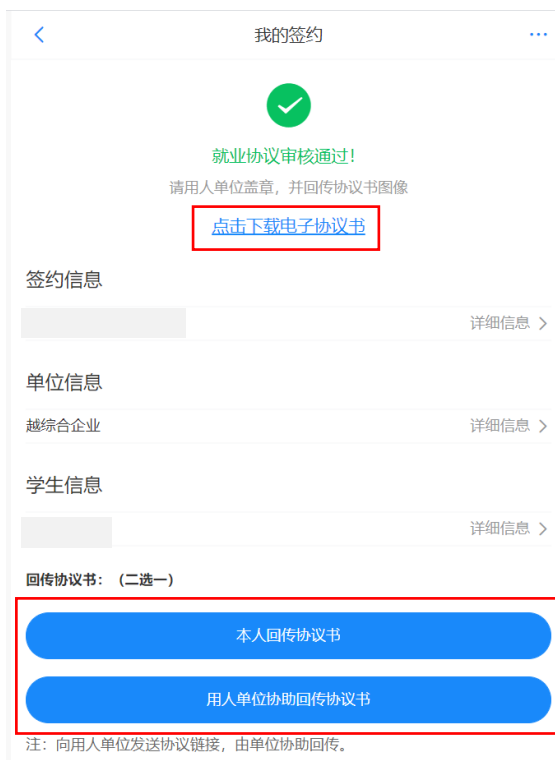 我的签约
就业协议审核通过！
请用人单位盖章，并回传协议书图像
点击下载电子协议书
签约信息
详细信息
单位信息
越综合企业 详细信息
学生信息
详细信息
回传协议书：（二选一）
本人回传协议书
用人单位协助回传协议书
注：向用人单位发送协议链接，由单位协助回传。